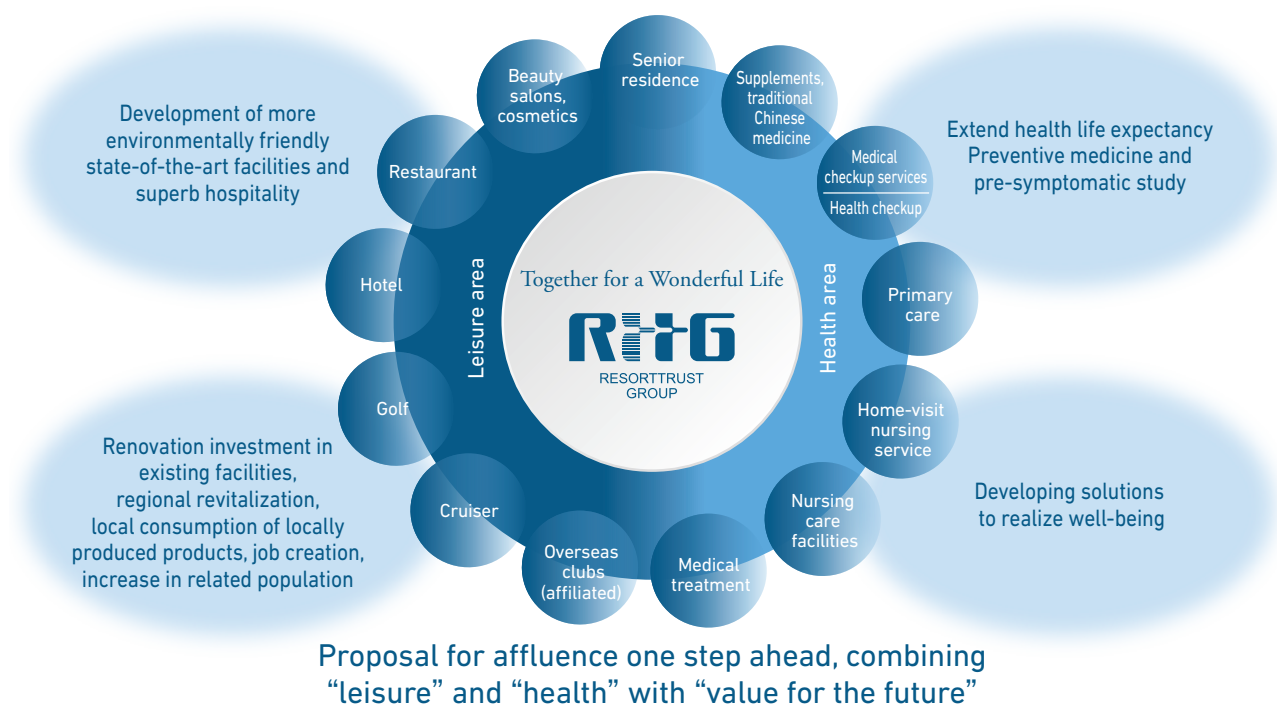 Development of more
environmentally friendly
state-of-the-art facilities and
superb hospitality
Renovation investment in
existing facilities,
regional revitalization,
local consumption of locally
produced products, job creation,
increase in related population
Senior
residence
Beauty
salons,
cosmetics
Restaurant
Hotel
Golf
Cruiser
Overseas
clubs
(affiliated)
Leisure area
Together for a Wonderful Life
RTTG
RESORTTRUST
GROUP
Health area
Supplements,
traditional
Chinese
medicine
Medical
checkup services
Health checkup
Primary
care
Home-visit
nursing
service
Nursing
care
facilities
Medical
treatment
Extend health life expectancy
Preventive medicine and
pre-symptomatic study
Developing solutions
to realize well-being
Proposal for affluence one step ahead, combining
“leisure” and “health” with “value for the future”